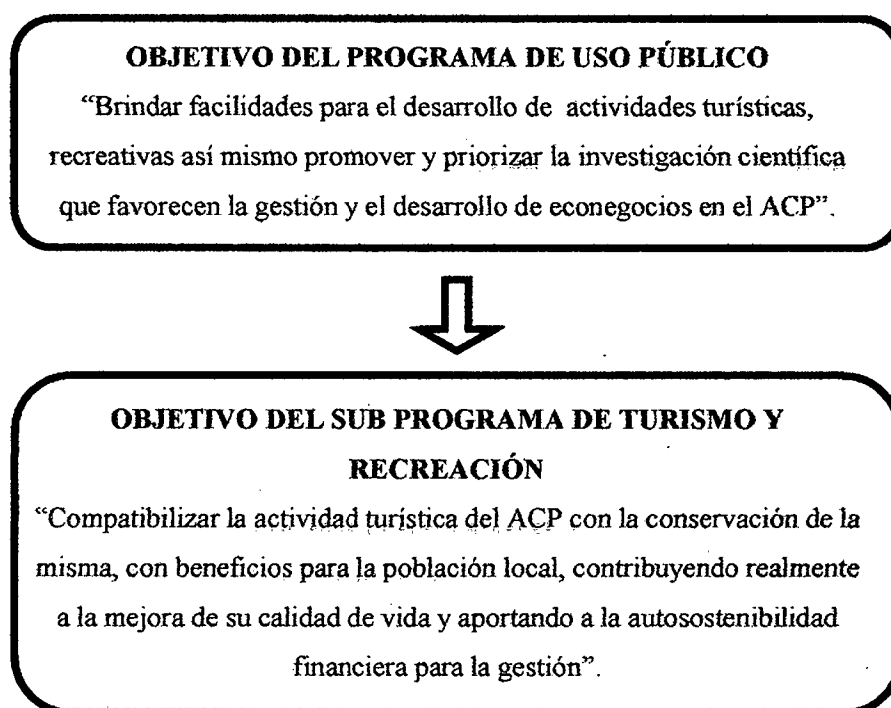 OBJETIVO DEL PROGRAMA DE USO PÚBLICO
“Brindar facilidades para el desarrollo de actividades turísticas,
recreativas así mismo promover y priorizar la investigación científica
que favorecen la gestión y el desarrollo de econegocios en el ACP”.
OBJETIVO DEL SUB PROGRAMA DE TURISMO Y
RECREACIÓN
“Compatibilizar la actividad turística del ACP con la conservación de la
misma, con beneficios para la población local, contribuyendo realmente
a la mejora de su calidad de vida y aportando a la autosostenibilidad
financiera para la gestión”.